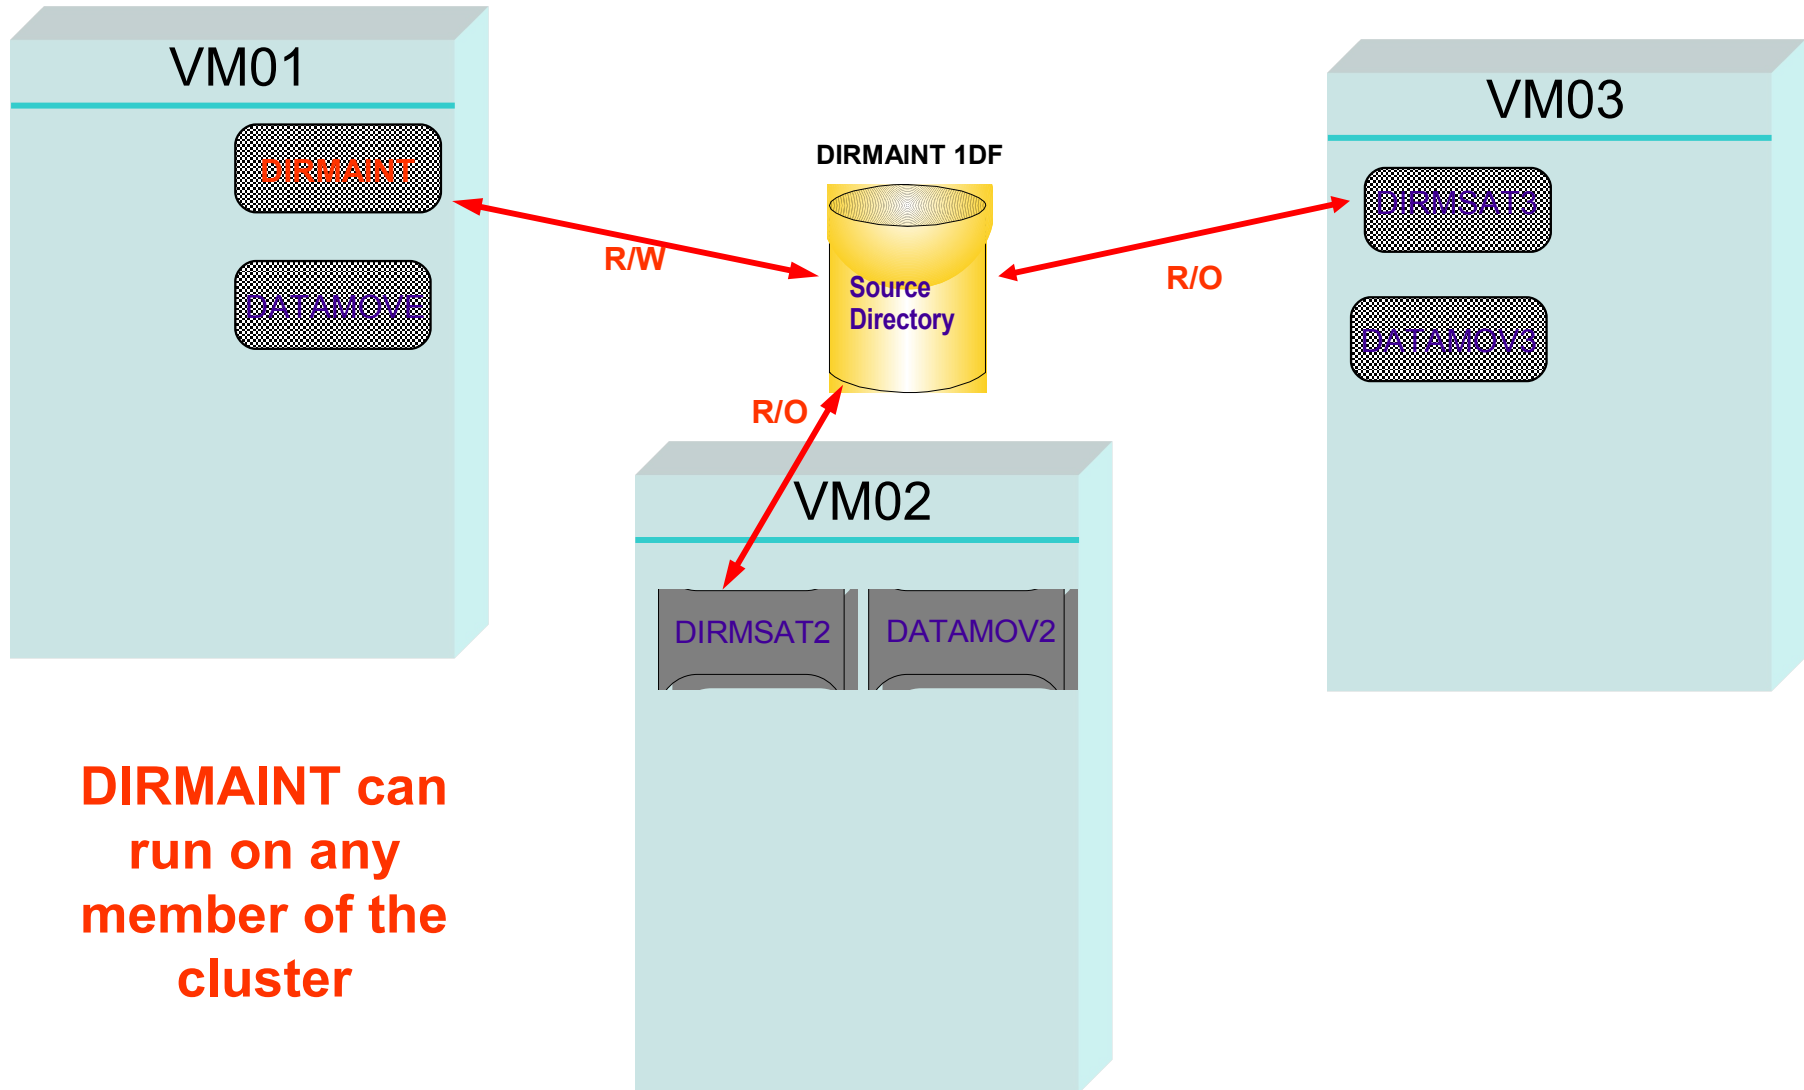 VM01
DIRMAINT
DATAMOVE
R/W
DIRMAINT 1DF
Source
Directory
R/O
VM03
DIRMSAT3
DATAMOV3
R/O
VM02
DIRMSAT2
DATAMOV2
DIRMAINT can
run on any
member of the
cluster